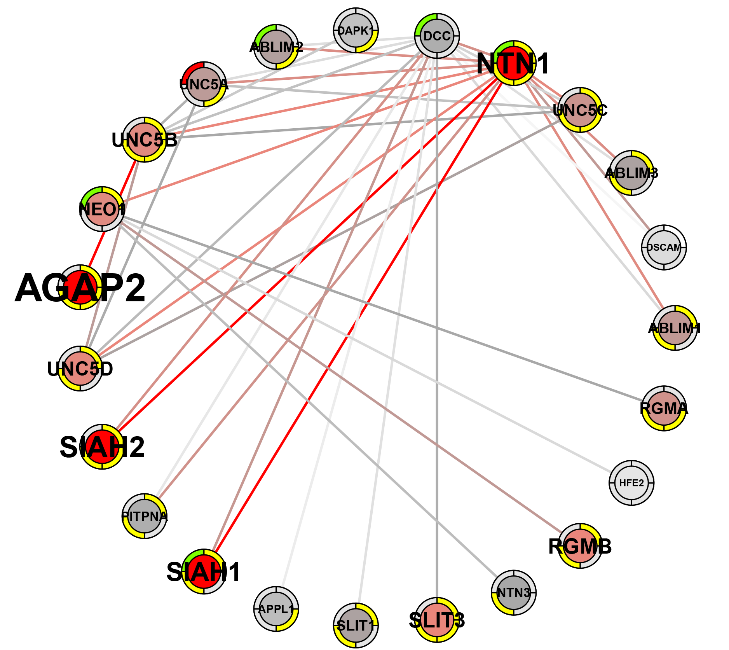 DAPK1
DCC
ABLIM2
NTN1
UNC5A
UNC5C
UNC5B
ABLIM3
NEO1
DSCAM
AGAP2
ABLIM1
UNC5D
RGMA
SIAH2
HFE2
PITPNA
RGMB
SIAH1
NTN3
APPL1
SLIT1
SLIT3